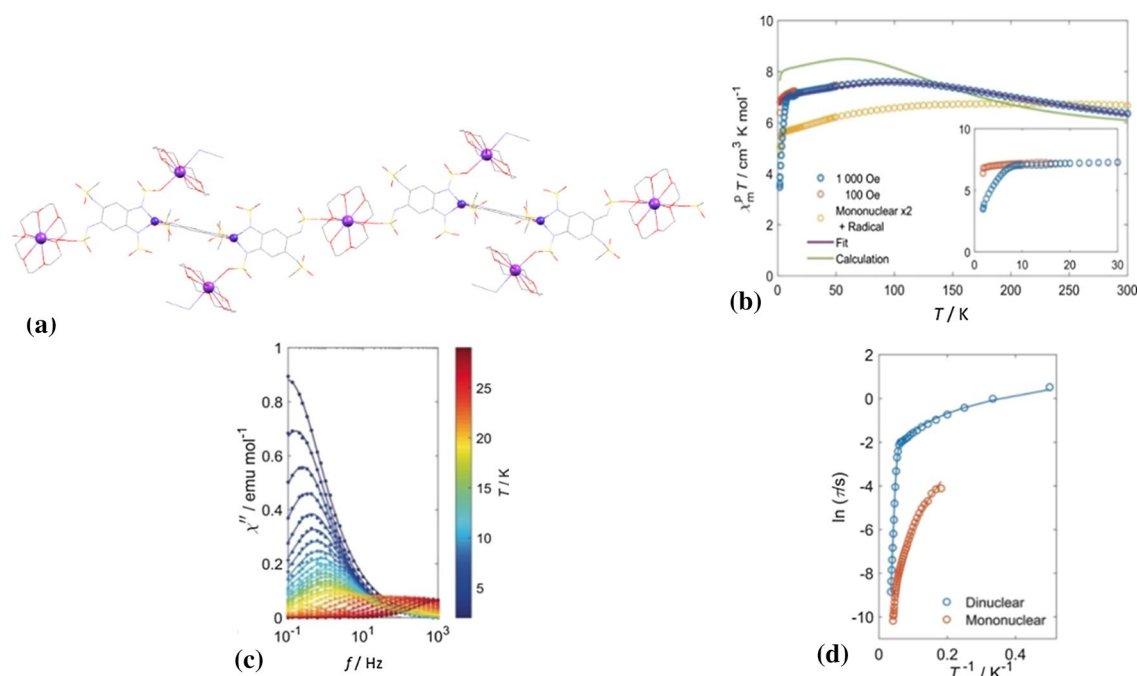 (a)
10
8
6
4
2
0
χₘᵖT / cm³ K mol⁻¹
1 000 Oe
100 Oe
Mononuclear x2
+ Radical
Fit
Calculation
10
5
0
0 10 20 30
0 50 100 150 200 250 300
T / K
(b)
1
0.8
0.6
0.4
0.2
0
χ'' / emu mol⁻¹
10⁻¹ 10¹ 10³
f / Hz
25
20
15
10
5
T / K
(c)
2
0
-2
-4
-6
-8
-10
ln (τ/s)
Dinuclear
Mononuclear
0 0.2 0.4
T⁻¹ / K⁻¹
(d)